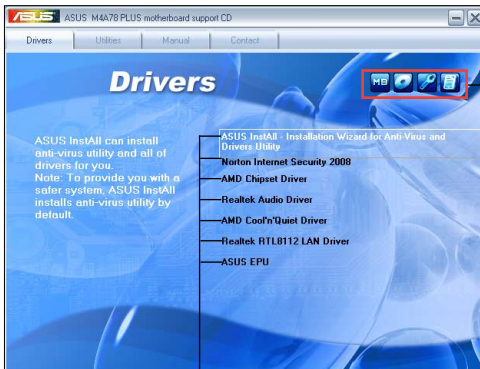 ASUS M4A78 PLUS motherboard support CD
Drivers
Utilities
Manual
Contact
Drivers
MB
ASUS InstAll can install
anti-virus utility and all of
drivers for you.
Note: To provide you with a
safer system, ASUS InstAll
installs anti-virus utility by
default.
ASUS InstAll - Installation Wizard for Anti-Virus and
Drivers Utility
Norton Internet Security 2008
AMD Chipset Driver
Realtek Audio Driver
AMD Cool'n'Quiet Driver
Realtek RTL8112 LAN Driver
ASUS EPU